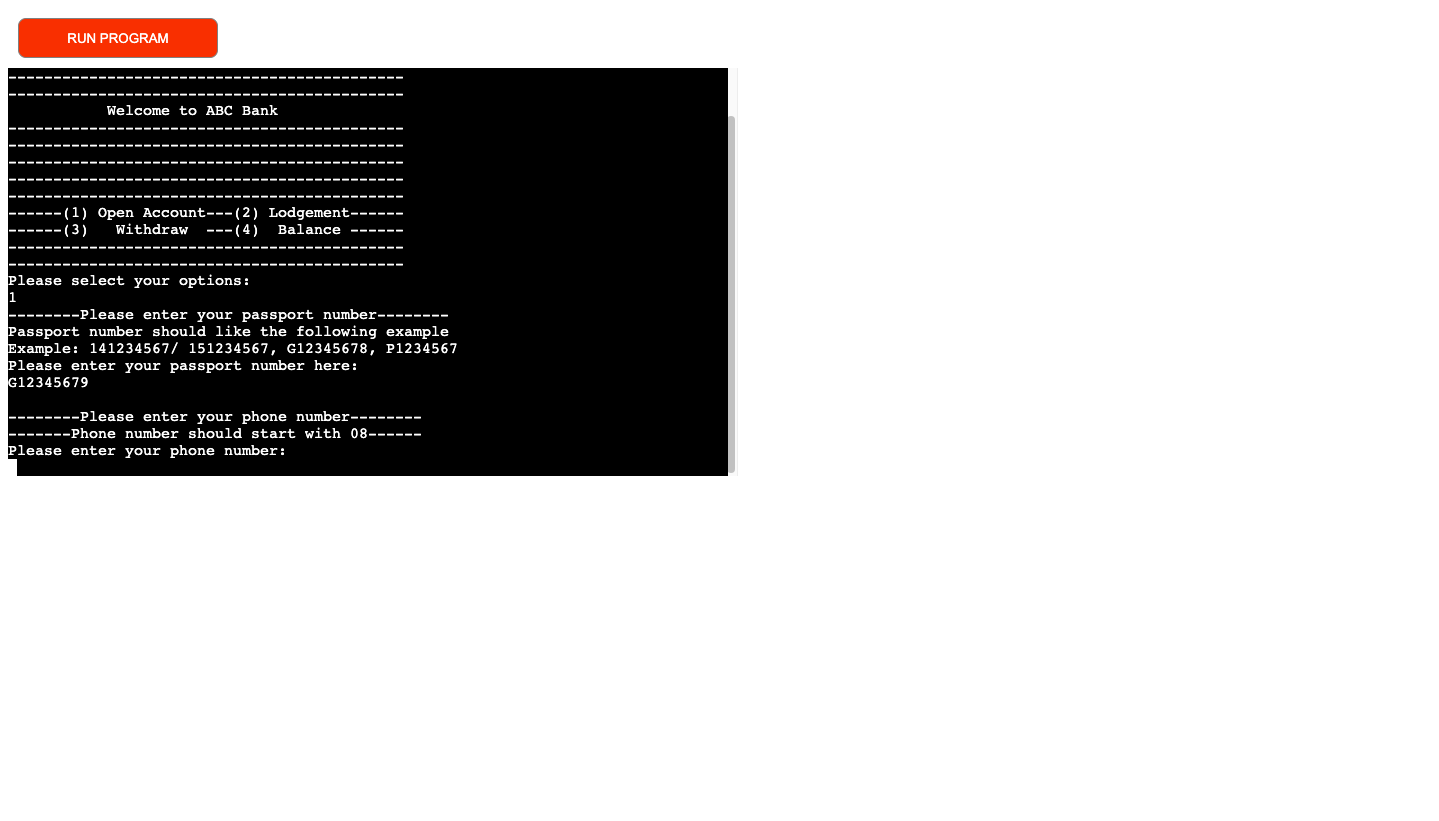 RUN PROGRAM
--------------------------------------------
--------------------------------------------
           Welcome to ABC Bank
--------------------------------------------
--------------------------------------------
--------------------------------------------
--------------------------------------------
--------------------------------------------
------(1) Open Account---(2) Lodgement------
------(3)   Withdraw  ---(4)  Balance ------
--------------------------------------------
--------------------------------------------
Please select your options:
1
--------Please enter your passport number--------
Passport number should like the following example
Example: 141234567/ 151234567, G12345678, P1234567
Please enter your passport number here:
G12345679
--------Please enter your phone number--------
-------Phone number should start with 08------
Please enter your phone number: